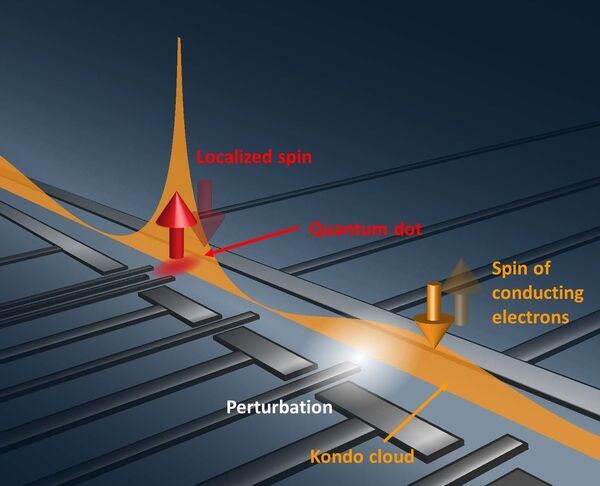 Localized spin
Quantum dot
Spin of
conducting
electrons
Perturbation
Kondo cloud